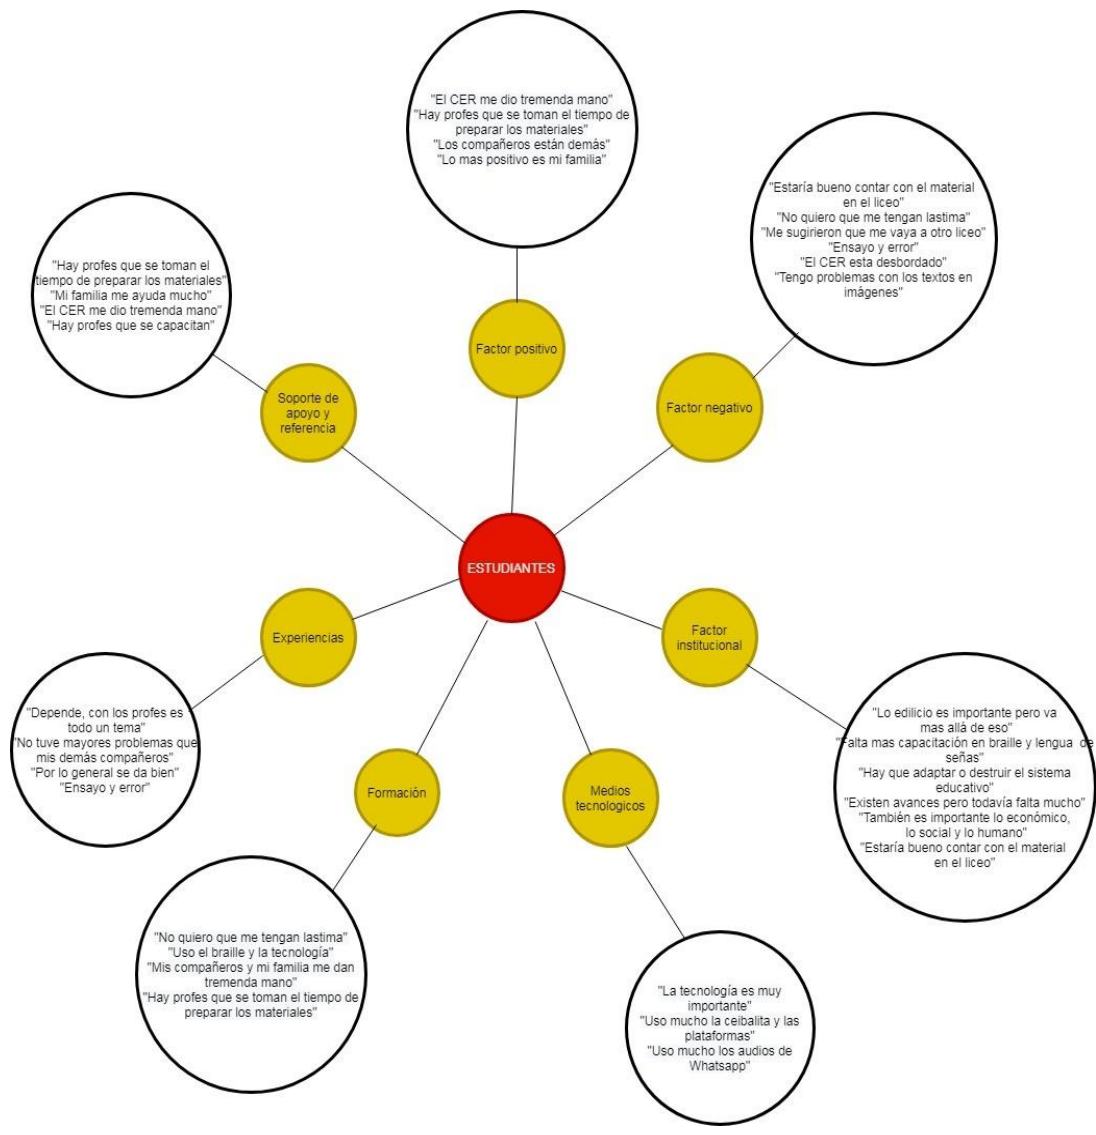 "El CER me dio tremenda mano"
"Hay profes que se toman el tiempo de
preparar los materiales"
"Los compañeros están demás"
"Lo mas positivo es mi familia"
"Estaría bueno contar con el material
en el liceo"
"No quiero que me tengan lastima"
"Me sugirieron que me vaya a otro liceo"
"Ensayo y error"
"El CER esta desbordado"
"Tengo problemas con los textos en
imágenes"
"Hay profes que se toman el
tiempo de preparar los materiales"
"Mi familia me ayuda mucho"
"El CER me dio tremenda mano"
"Hay profes que se capacitan"
Factor positivo
Factor negativo
Soporte de
apoyo y
referencia
ESTUDIANTES
Experiencias
Factor
institucional
"Depende, con los profes es
todo un tema"
"No tuve mayores problemas que
mis demás compañeros"
"Por lo general se da bien"
"Ensayo y error"
"Lo edilicio es importante pero va
mas allá de eso"
"Falta mas capacitación en braille y lengua de
señas"
"Hay que adaptar o destruir el sistema
educativo"
"Existen avances pero todavía falta mucho"
"También es importante lo económico,
lo social y lo humano"
"Estaría bueno contar con el material
en el liceo"
Formación
Medios
tecnologicos
"No quiero que me tengan lastima"
"Uso el braille y la tecnología"
"Mis compañeros y mi familia me dan
tremenda mano"
"Hay profes que se toman el tiempo de
preparar los materiales"
"La tecnología es muy
importante"
"Uso mucho la ceibalita y las
plataformas"
"Uso mucho los audios de
Whatsapp"